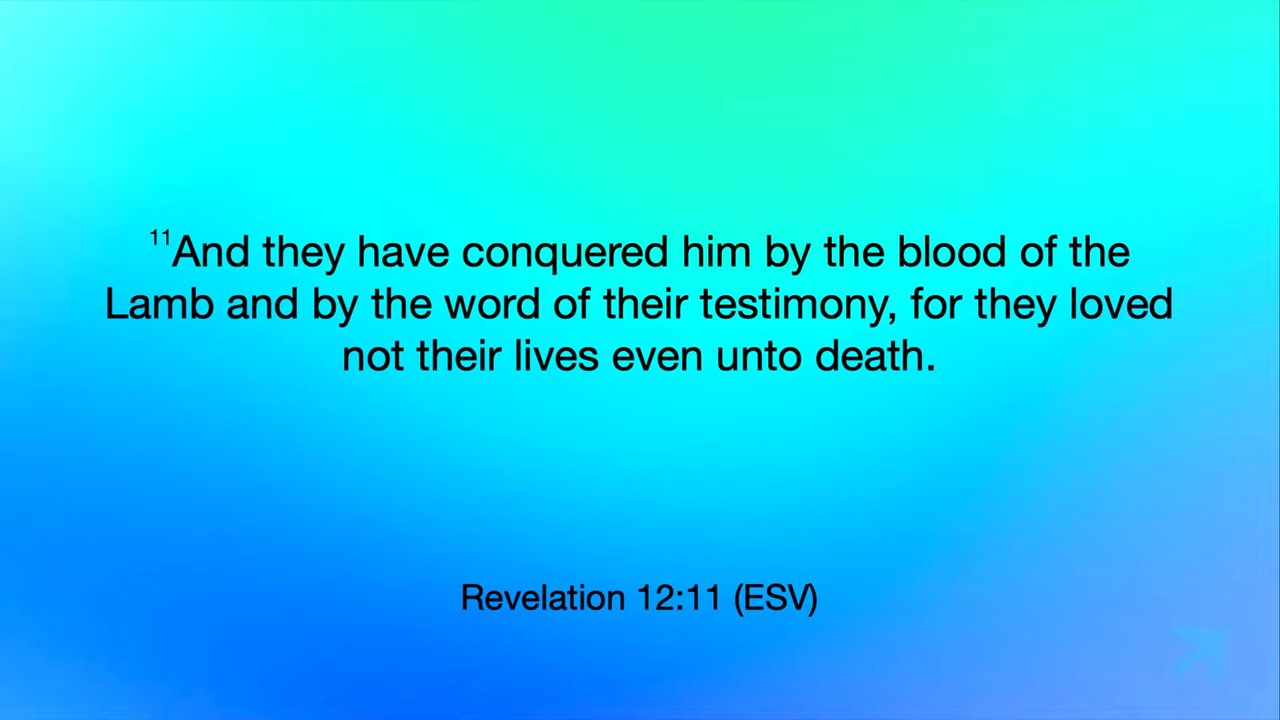 11And they have conquered him by the blood of the
Lamb and by the word of their testimony, for they loved
not their lives even unto death.
Revelation 12:11 (ESV)